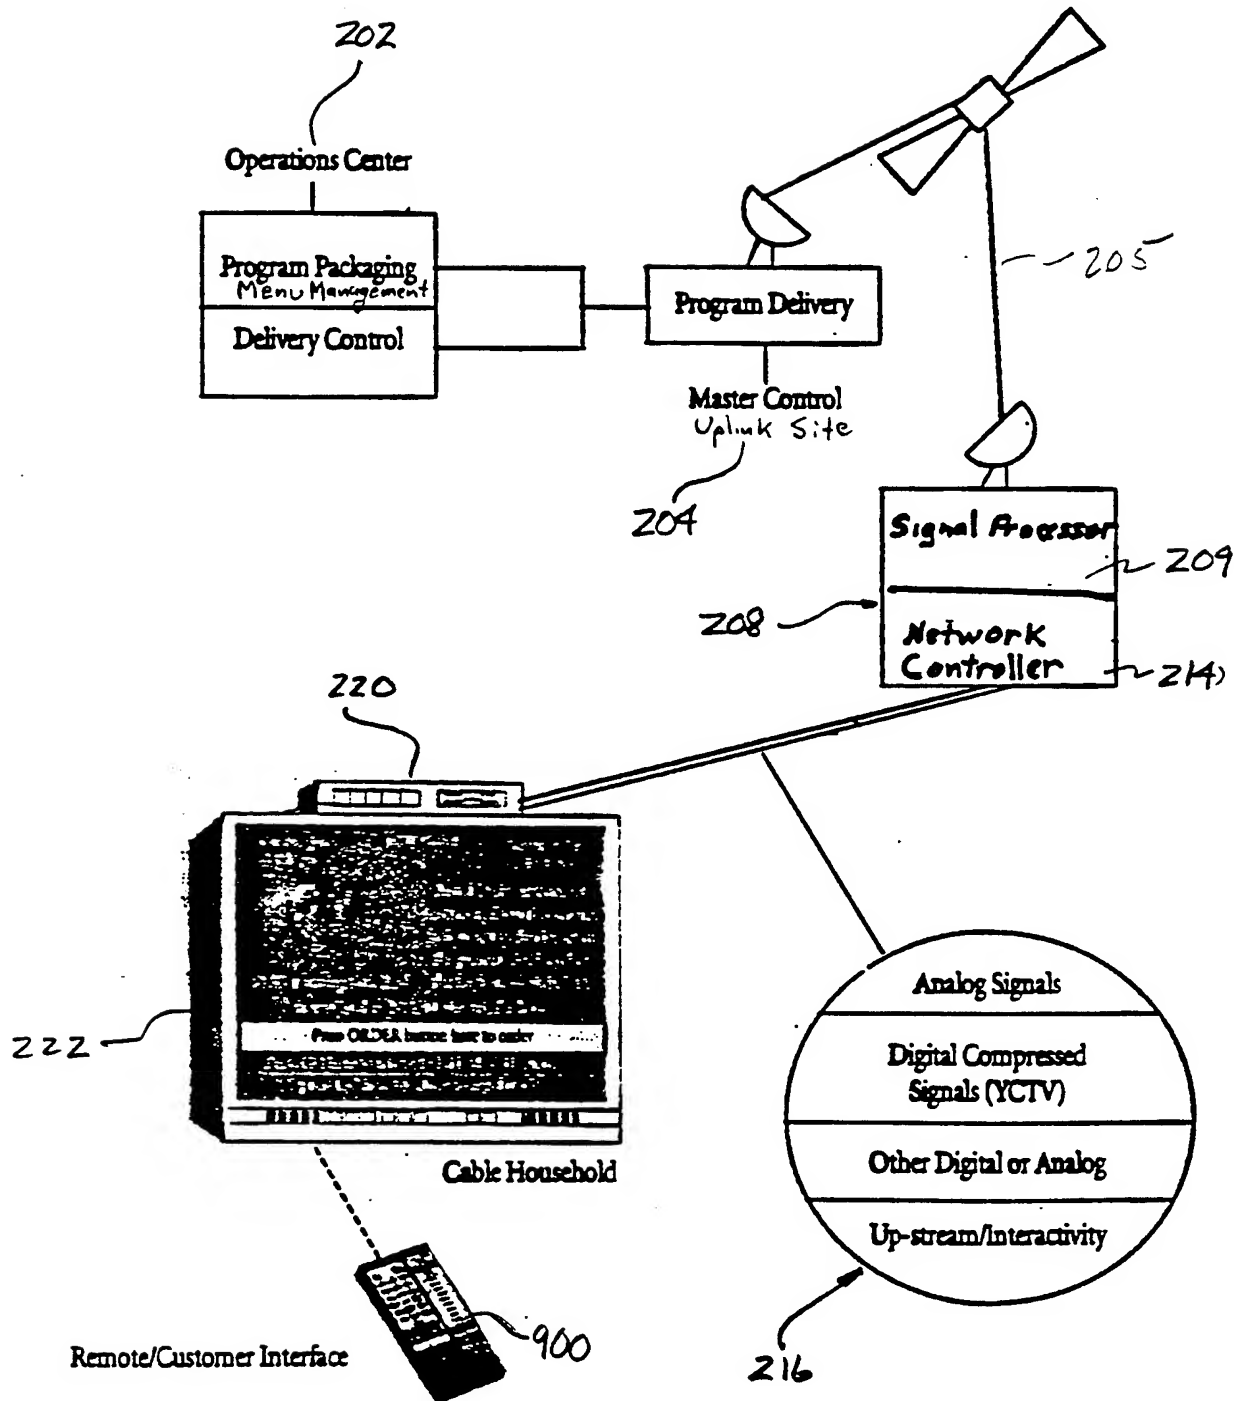 202
Operations Center
Program Packaging
Menu Management
Delivery Control
Program Delivery
205
Master Control
Uplink Site
204
Signal Processor
209
208
Network
Controller
214
220
Press ORDER button here to order
222
Cable Household
Analog Signals
Digital Compressed
Signals (YCTV)
Other Digital or Analog
Up-stream/Interactivity
216
900
Remote/Customer Interface